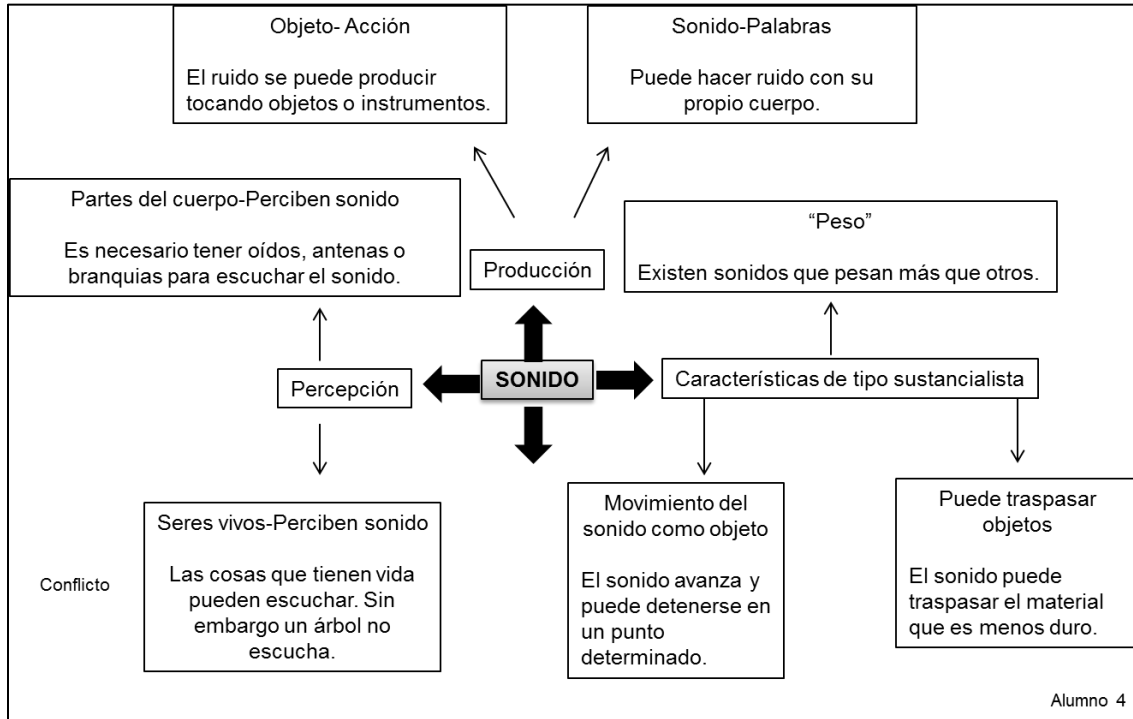 Objeto- Acción
El ruido se puede producir
tocando objetos o instrumentos.
Sonido-Palabras
Puede hacer ruido con su
propio cuerpo.
Partes del cuerpo-Perciben sonido
Es necesario tener oídos, antenas o
branquias para escuchar el sonido.
Producción
“Peso”
Existen sonidos que pesan más que otros.
Percepción
SONIDO
Características de tipo sustancialista
Conflicto
Seres vivos-Perciben sonido
Las cosas que tienen vida
pueden escuchar. Sin
embargo un árbol no
escucha.
Movimiento del
sonido como objeto
El sonido avanza y
puede detenerse en
un punto
determinado.
Puede traspasar
objetos
El sonido puede
traspasar el material
que es menos duro.
Alumno 4